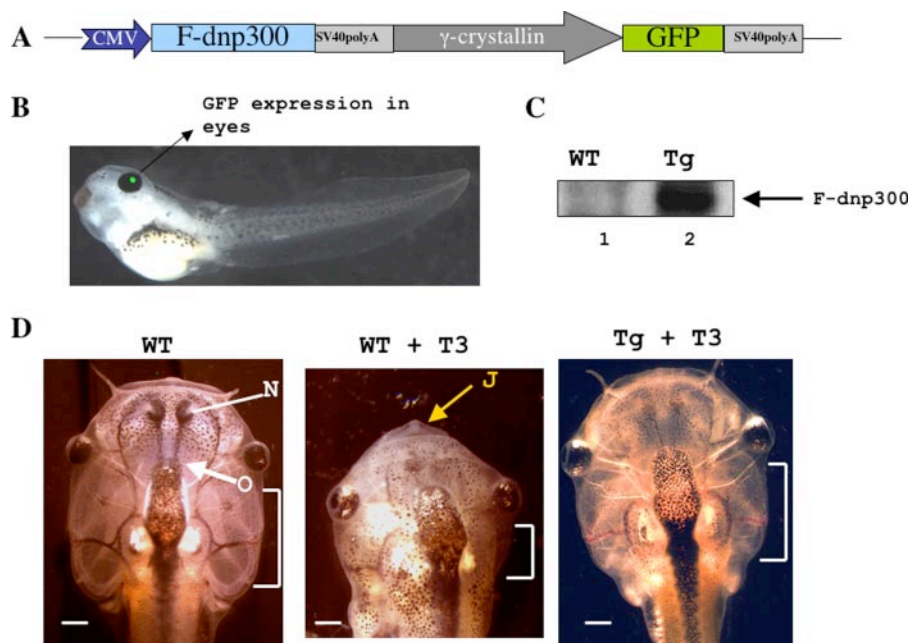 A
CMV F-dnp300 SV40polyA γ-crystallin GFP SV40polyA
B
GFP expression in
eyes
C
WT Tg
F-dnp300
1 2
D
WT
WT + T3
Tg + T3
N
O
J